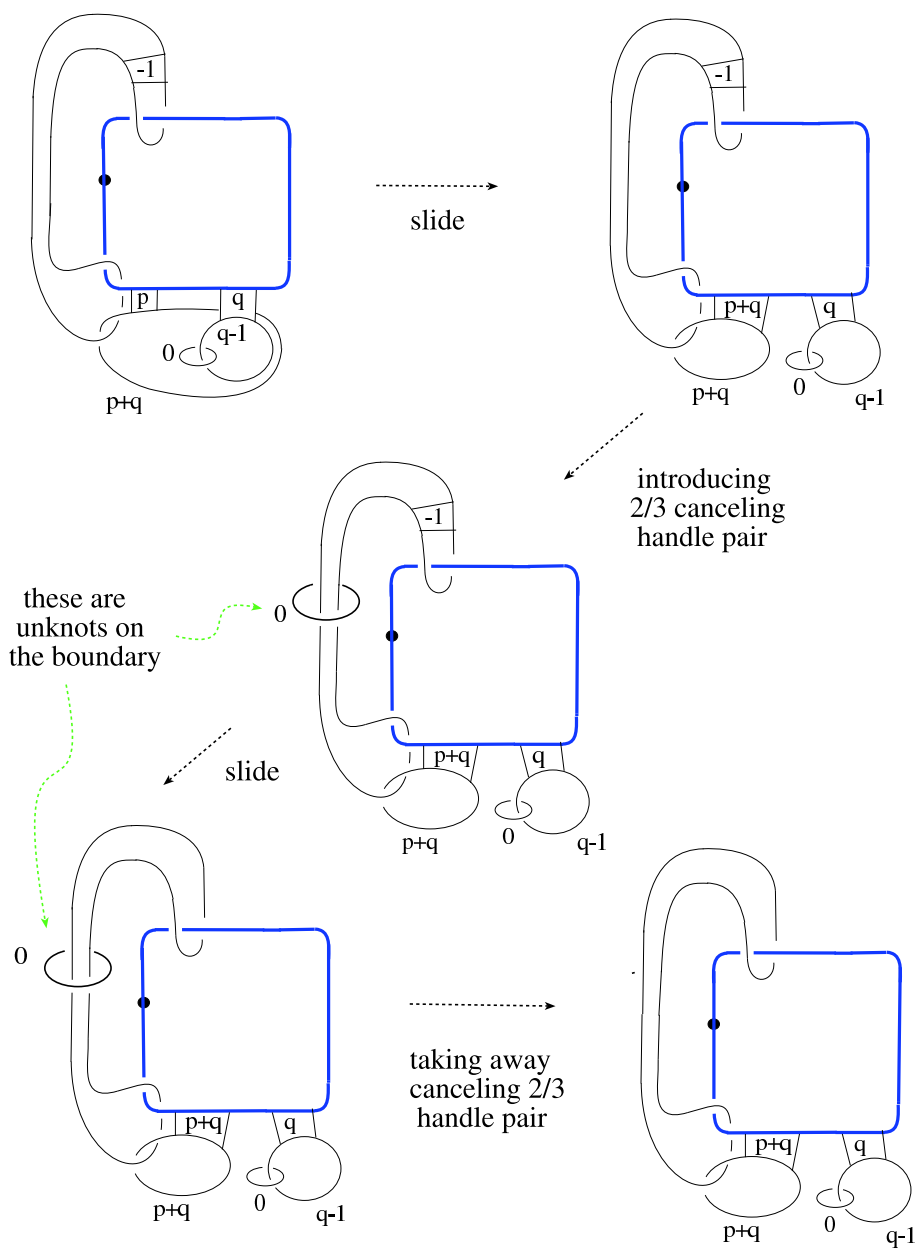 -1
p
q
q-1
0
p+q
slide
-1
p+q
q
0
p+q
q-1
introducing
2/3 canceling
handle pair
-1
0
p+q
q
0
p+q
q-1
these are
unknots on
the boundary
slide
0
p+q
q
0
p+q
q-1
taking away
canceling 2/3
handle pair
p+q
q
0
p+q
q-1